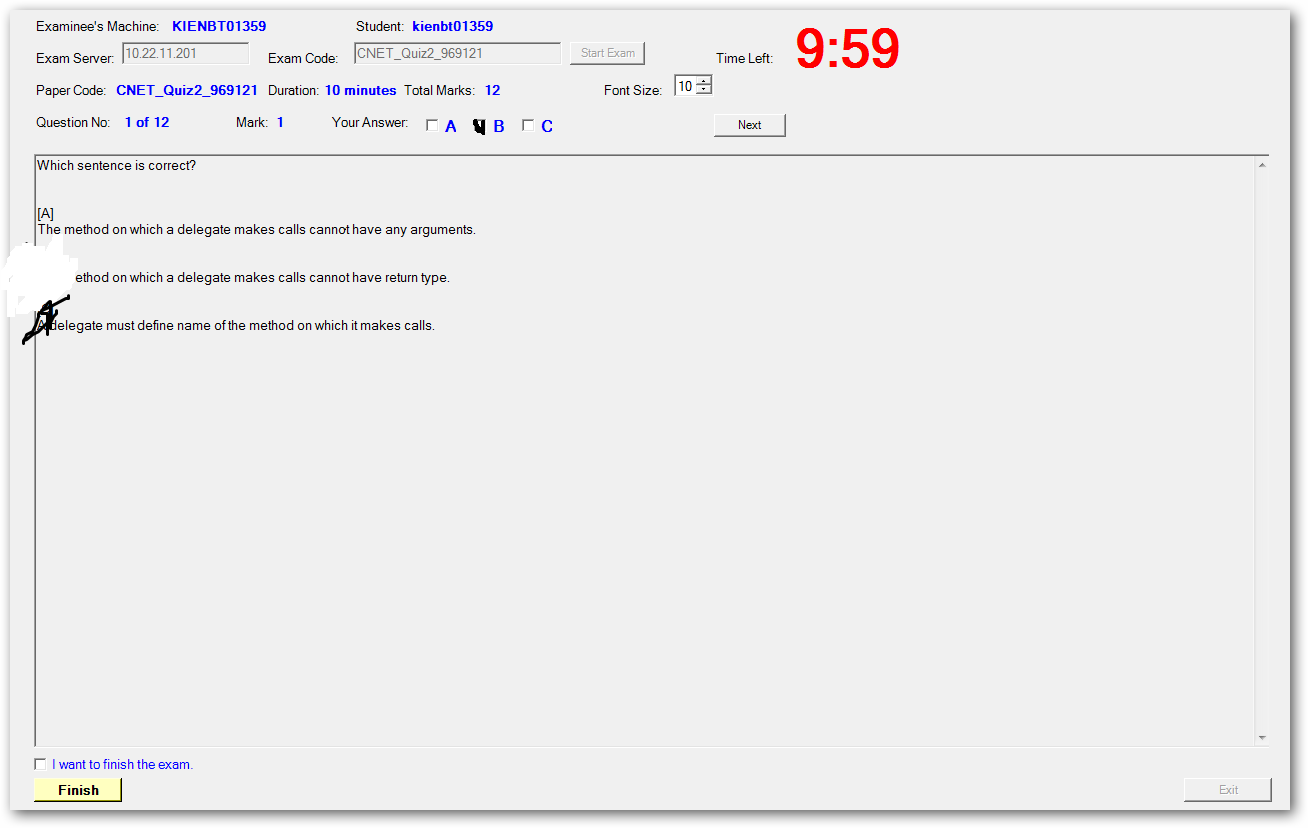 Examinee's Machine: KIENBT01359 Student: kienbt01359
Exam Server: 10.22.11.201 Exam Code: CNET_Quiz2_969121 Start Exam Time Left: 9:59
Paper Code: CNET_Quiz2_969121 Duration: 10 minutes Total Marks: 12 Font Size: 10
Question No: 1 of 12 Mark: 1 Your Answer: A B C Next
Which sentence is correct?
[A]
The method on which a delegate makes calls cannot have any arguments.
ethod on which a delegate makes calls cannot have return type.
A delegate must define name of the method on which it makes calls.
I want to finish the exam.
Finish Exit